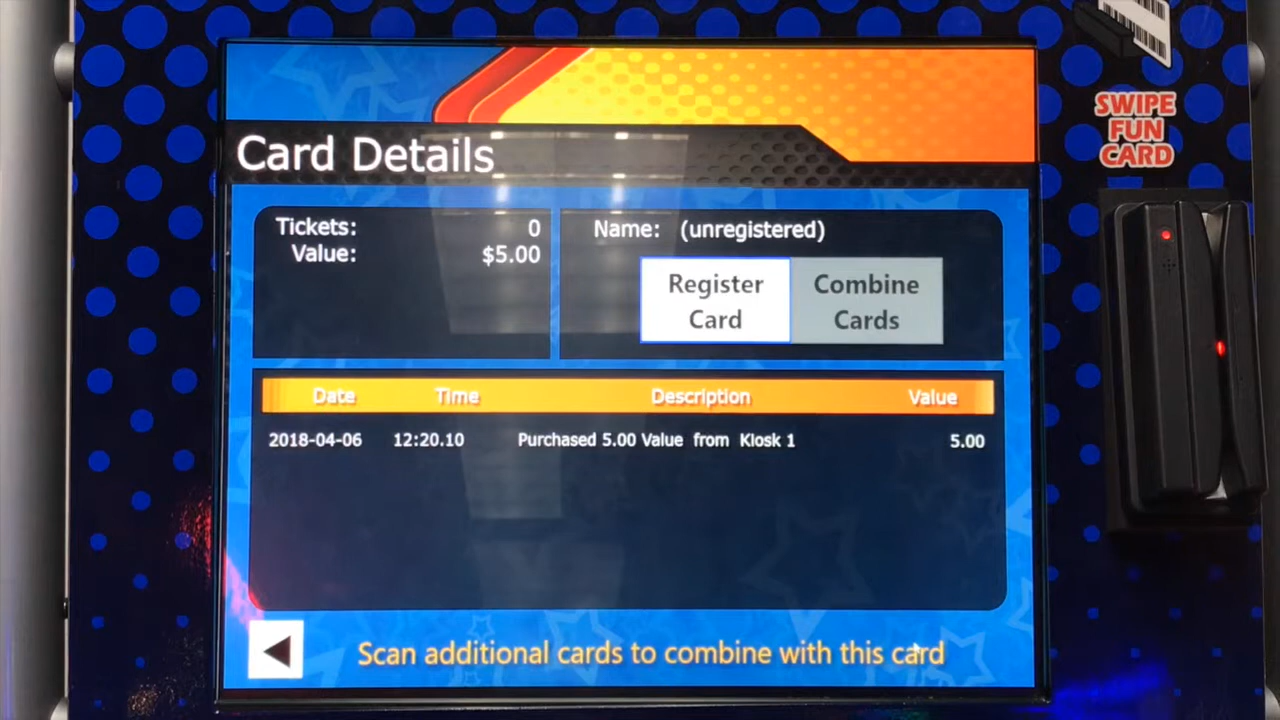 SWIPE
FUN
CARD
Card Details
Tickets: 0
Value: $5.00
Name: (unregistered)
Register
Card
Combine
Cards
Date Time Description Value
2018-04-06 12:20.10 Purchased 5.00 Value from Kiosk 1 5.00
Scan additional cards to combine with this card